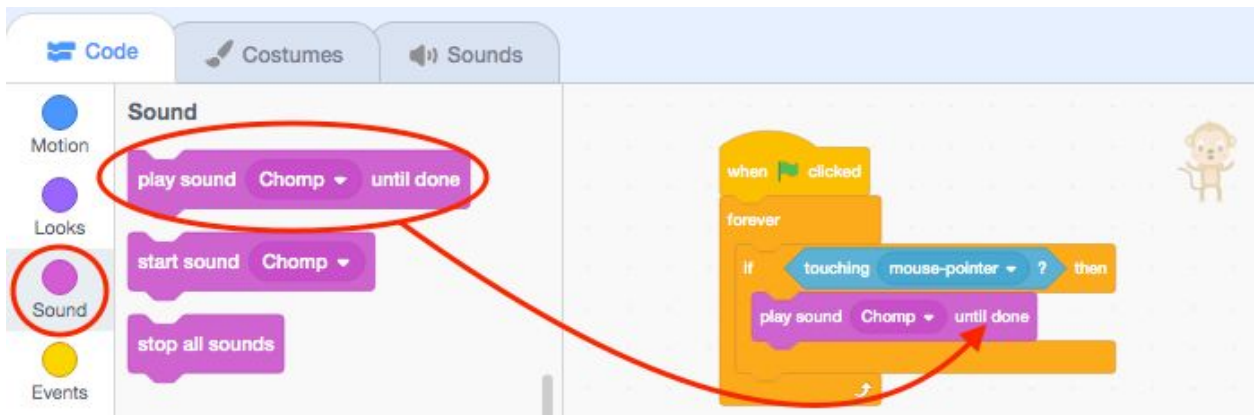 Code
Costumes
Sounds
Motion
Looks
Sound
Events
Sound
play sound Chomp until done
start sound Chomp
stop all sounds
when clicked
forever
if touching mouse-pointer ? then
play sound Chomp until done